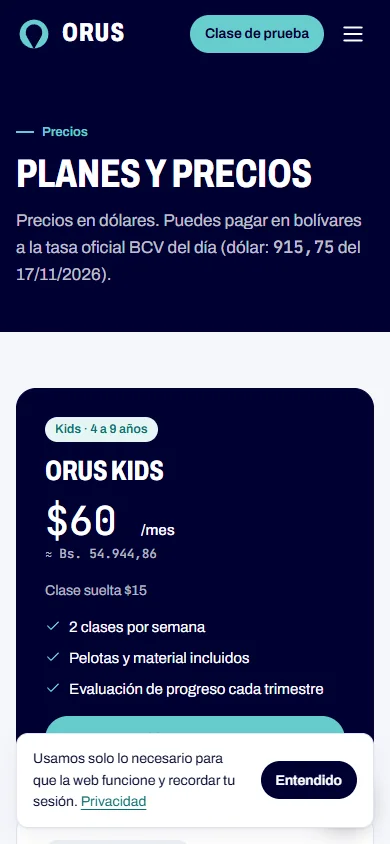 ORUS
Clase de prueba
Precios
PLANES Y PRECIOS
Precios en dólares. Puedes pagar en bolívares
a la tasa oficial BCV del día (dólar: 915,75 del
17/11/2026).
Kids · 4 a 9 años
ORUS KIDS
$60 /mes
≈ Bs. 54.944,86
Clase suelta $15
2 clases por semana
Pelotas y material incluidos
Evaluación de progreso cada trimestre
Usamos solo lo necesario para
que la web funcione y recordar tu
sesión. Privacidad
Entendido